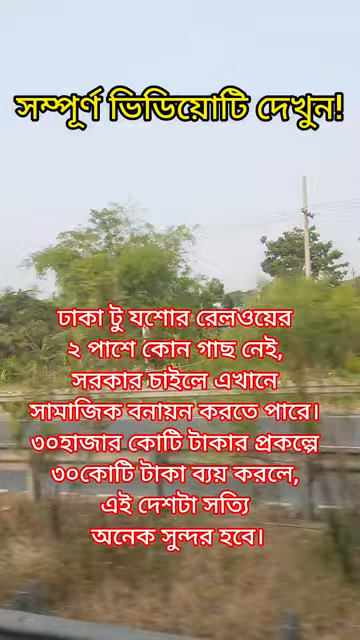 সম্পূর্ণ ভিডিয়োটি দেখুন!
ঢাকা টু যশোর রেলওয়ের
২ পাশে কোন গাছ নেই,
সরকার চাইলে এখানে
সামাজিক বনায়ন করতে পারে।
৩০হাজার কোটি টাকার প্রকল্পে
৩০কোটি টাকা ব্যয় করলে,
এই দেশটা সত্যি
অনেক সুন্দর হবে।